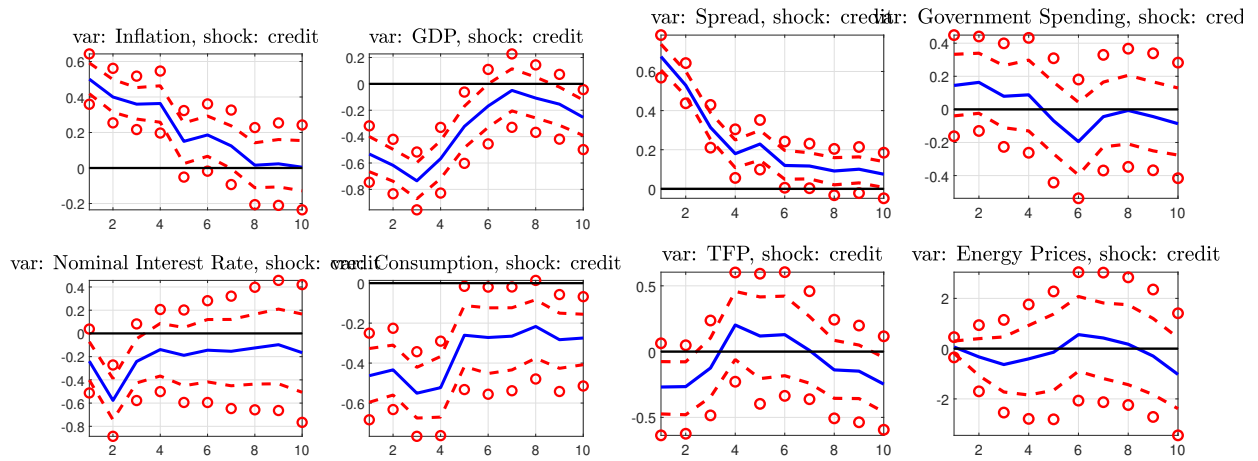 var: Inflation, shock: credit
0.6
0.4
0.2
0
-0.2
2 4 6 8 10
var: GDP, shock: credit
0.2
0
-0.2
-0.4
-0.6
-0.8
2 4 6 8 10
var: Spread, shock: credit
0.6
0.4
0.2
0
2 4 6 8 10
var: Government Spending, shock: cred
0.4
0.2
0
-0.2
-0.4
2 4 6 8 10
var: Nominal Interest Rate, shock: credit
0.4
0.2
0
-0.2
-0.4
-0.6
-0.8
2 4 6 8 10
var: Consumption, shock: credit
0
-0.2
-0.4
-0.6
2 4 6 8 10
var: TFP, shock: credit
0.5
0
-0.5
2 4 6 8 10
var: Energy Prices, shock: credit
2
0
-2
2 4 6 8 10